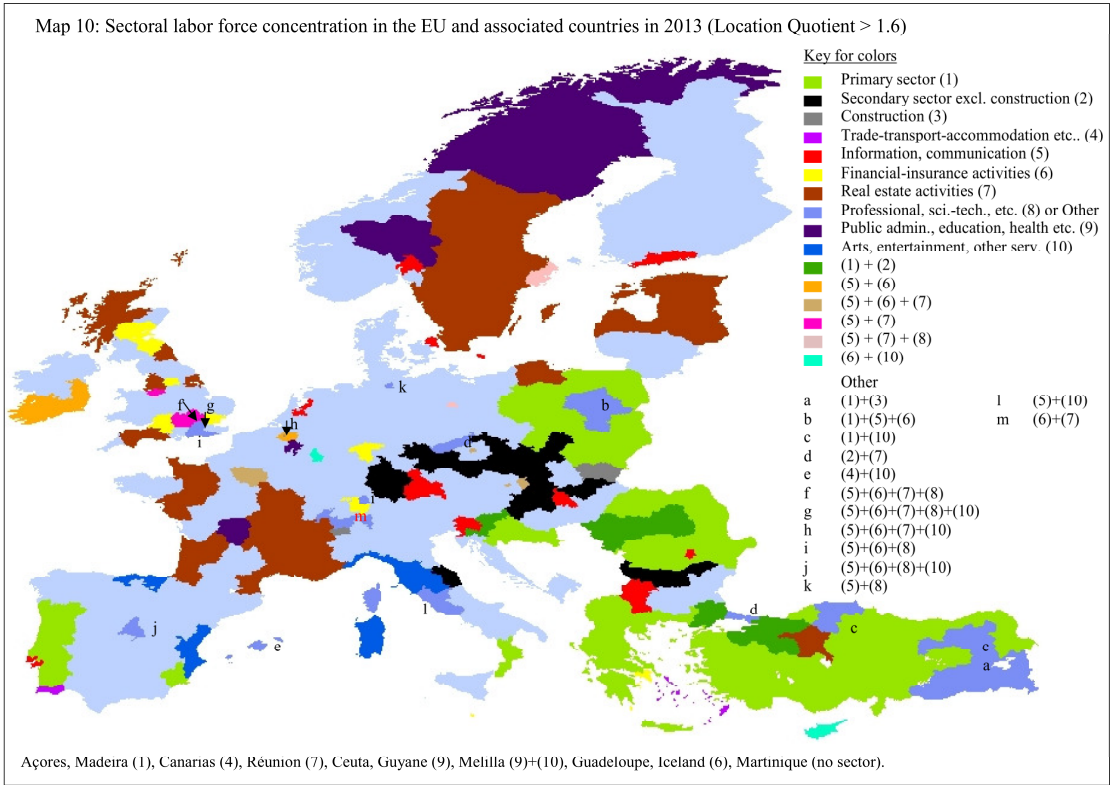 Map 10: Sectoral labor force concentration in the EU and associated countries in 2013 (Location Quotient > 1.6)
Key for colors
Primary sector (1)
Secondary sector excl. construction (2)
Construction (3)
Trade-transport-accommodation etc.. (4)
Information, communication (5)
Financial-insurance activities (6)
Real estate activities (7)
Professional, sci.-tech., etc. (8) or Other
Public admin., education, health etc. (9)
Arts, entertainment, other serv. (10)
(1) + (2)
(5) + (6)
(5) + (6) + (7)
(5) + (7)
(5) + (7) + (8)
(6) + (10)
Other
a (1)+(3) l (5)+(10)
b (1)+(5)+(6) m (6)+(7)
c (1)+(10)
d (2)+(7)
e (4)+(10)
f (5)+(6)+(7)+(8)
g (5)+(6)+(7)+(8)+(10)
h (5)+(6)+(7)+(10)
i (5)+(6)+(8)
j (5)+(6)+(8)+(10)
k (5)+(8)
k
b
f
g
h
i
d
i
m
l
d
j
c
e
c
a
Açores, Madeira (1), Canarias (4), Réunion (7), Ceuta, Guyane (9), Melilla (9)+(10), Guadeloupe, Iceland (6), Martinique (no sector).